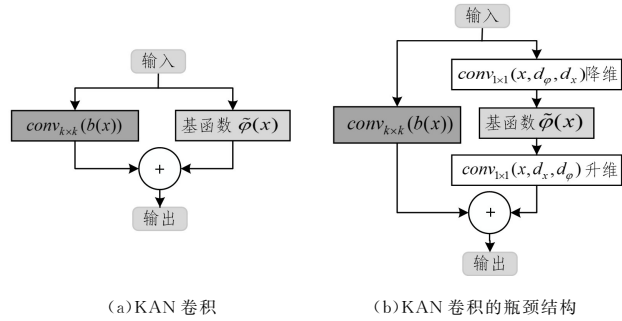 输入
conv_{k×k}(b(x))
基函数 φ̃(x)
+
输出
(a)KAN 卷积
输入
conv_{1×1}(x, d_φ, d_x)降维
conv_{k×k}(b(x))
基函数 φ̃(x)
conv_{1×1}(x, d_x, d_φ)升维
+
输出
(b)KAN 卷积的瓶颈结构